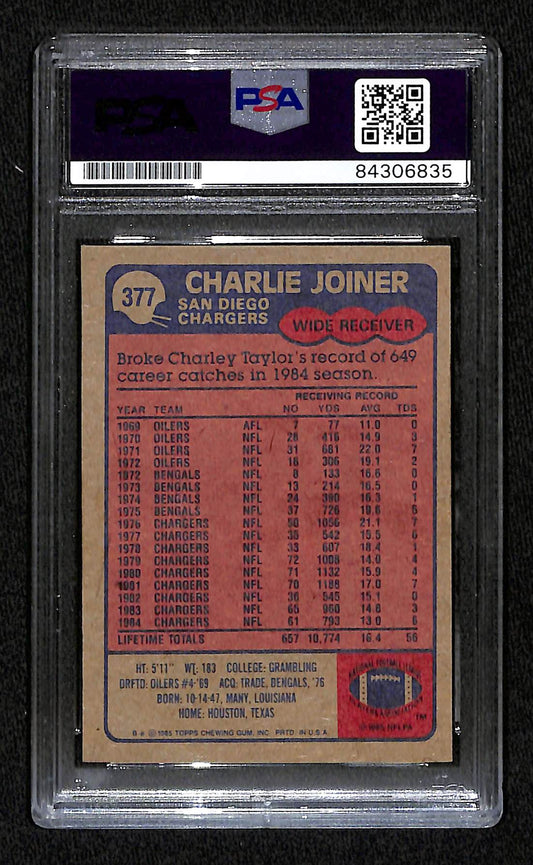 PSA
PSA
84306835
377
CHARLIE JOINER
SAN DIEGO
CHARGERS
WIDE RECEIVER
Broke Charley Taylor's record of 649
career catches in 1984 season.
RECEIVING RECORD
YEAR TEAM NO YDS AVG TDS
1969 OILERS AFL 7 77 11.0 0
1970 OILERS NFL 28 416 14.9 3
1971 OILERS NFL 31 681 22.0 7
1972 OILERS NFL 16 306 19.1 2
1972 BENGALS NFL 8 133 16.6 0
1973 BENGALS NFL 13 214 16.5 0
1974 BENGALS NFL 24 390 16.3 1
1975 BENGALS NFL 37 726 19.6 5
1976 CHARGERS NFL 50 1056 21.1 7
1977 CHARGERS NFL 35 542 15.5 6
1978 CHARGERS NFL 33 607 18.4 1
1979 CHARGERS NFL 72 1008 14.0 4
1980 CHARGERS NFL 71 1132 15.9 4
1981 CHARGERS NFL 70 1188 17.0 7
1982 CHARGERS NFL 36 545 15.1 0
1983 CHARGERS NFL 65 960 14.8 3
1984 CHARGERS NFL 61 793 13.0 6
LIFETIME TOTALS 657 10,774 16.4 56
HT: 5'11" WT: 183 COLLEGE: GRAMBLING
DRFTD: OILERS #4-'69 ACQ: TRADE, BENGALS, '76
BORN: 10-14-47, MANY, LOUISIANA
HOME: HOUSTON, TEXAS
© 1985 TOPPS CHEWING GUM, INC. PRTD. IN U.S.A.
NATIONAL FOOTBALL LEAGUE
© 1985 NFLPA
TM